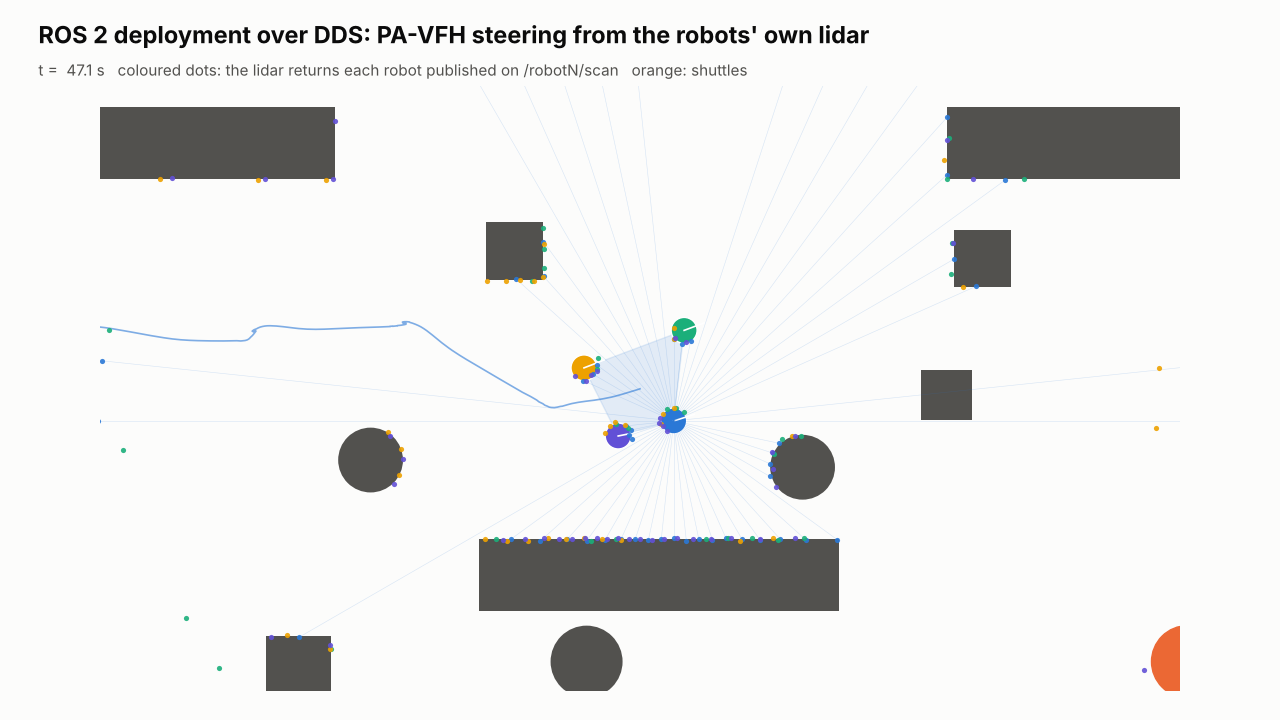 ROS 2 deployment over DDS: PA-VFH steering from the robots' own lidar
t =  47.1 s   coloured dots: the lidar returns each robot published on /robotN/scan   orange: shuttles